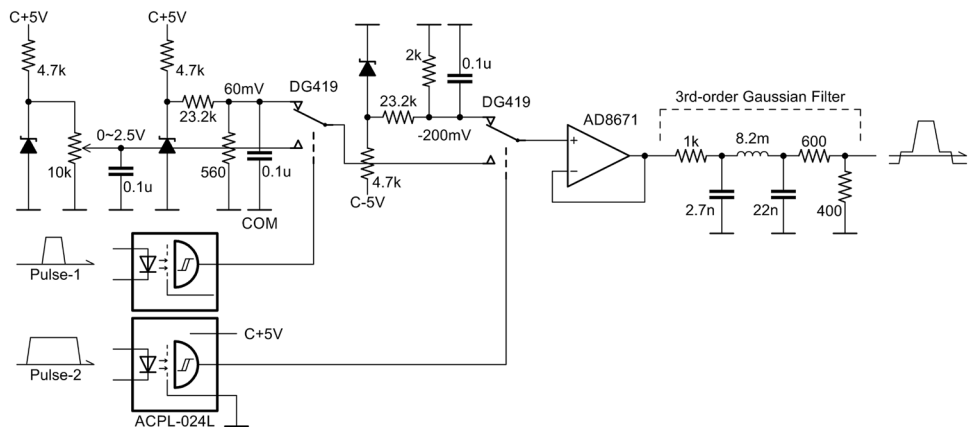 C+5V
C+5V
4.7k
4.7k
2k
0.1u
60mV
DG419
23.2k
23.2k
DG419
-200mV
0~2.5V
10k
0.1u
560
0.1u
COM
4.7k
C-5V
AD8671
+
−
3rd-order Gaussian Filter
1k
8.2m
600
2.7n
22n
400
Pulse-1
Pulse-2
C+5V
ACPL-024L